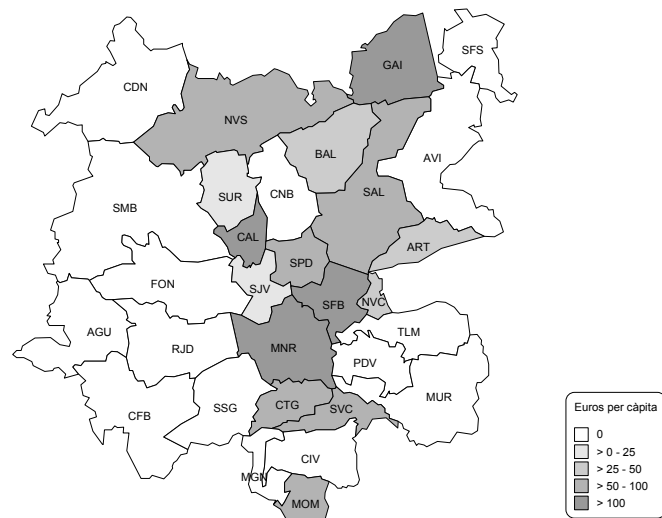 SFS
GAI
CDN
NVS
BAL
AVI
SUR
CNB
SAL
SMB
CAL
ART
SPD
FON
SJV
SFB
NVC
AGU
RJD
MNR
TLM
PDV
MUR
CFB
SSG
CTG
SVC
CIV
MGN
MOM
Euros per càpita
0
> 0 - 25
> 25 - 50
> 50 - 100
> 100